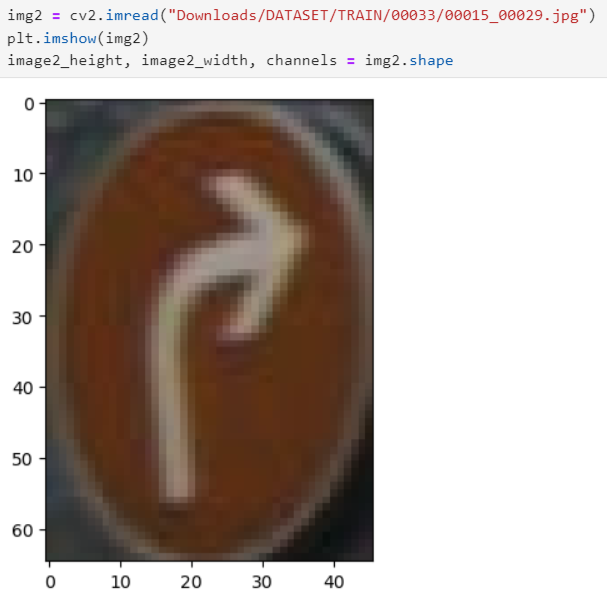 img2 = cv2.imread("Downloads/DATASET/TRAIN/00033/00015_00029.jpg")
plt.imshow(img2)
image2_height, image2_width, channels = img2.shape
0
10
20
30
40
50
60
0 10 20 30 40